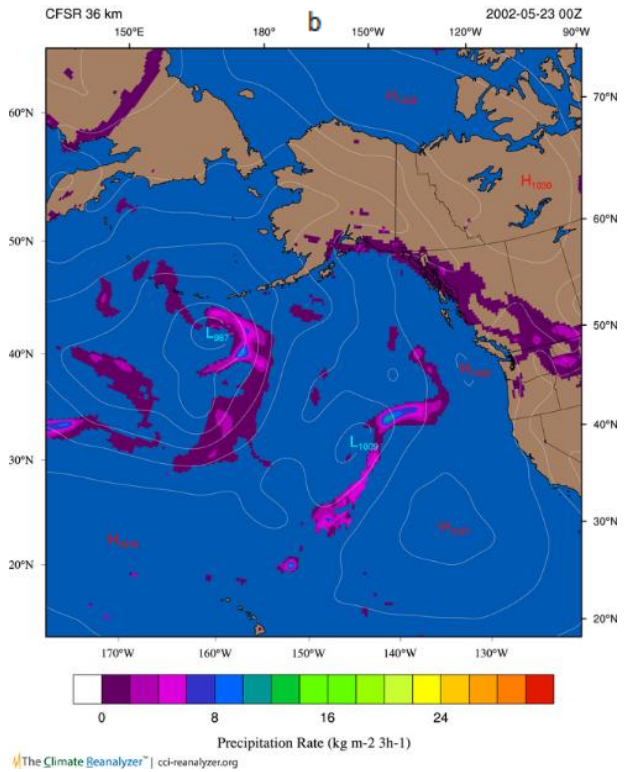 CFSR 36 km
b
2002-05-23 00Z
150°E 180° 150°W 120°W 90°W
60°N
70°N
H1030
60°N
50°N
50°N
L987
40°N
40°N
L1009
30°N
30°N
20°N
20°N
170°W 160°W 150°W 140°W 130°W
0 8 16 24
Precipitation Rate (kg m-2 3h-1)
The Climate Reanalyzer™ | cci-reanalyzer.org